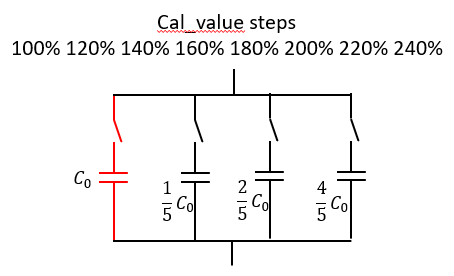 Cal_value steps
100% 120% 140% 160% 180% 200% 220% 240%
C₀
1/5 C₀
2/5 C₀
4/5 C₀